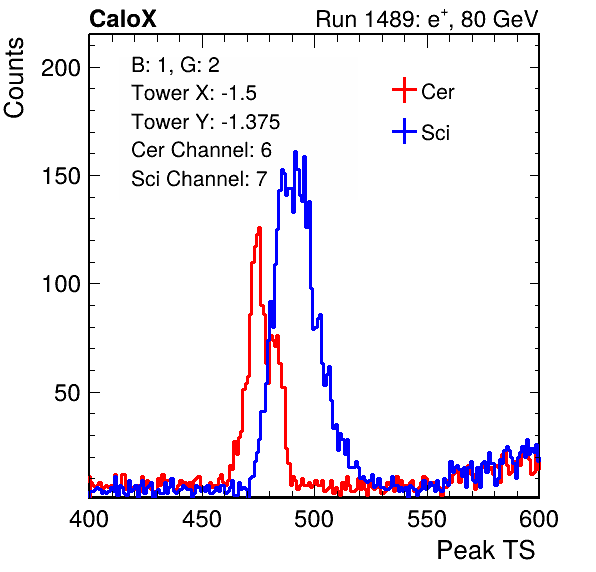 CaloX
Run 1489: e+, 80 GeV
Counts
B: 1, G: 2
Tower X: -1.5
Tower Y: -1.375
Cer Channel: 6
Sci Channel: 7
Cer
Sci
200
150
100
50
400
450
500
550
600
Peak TS